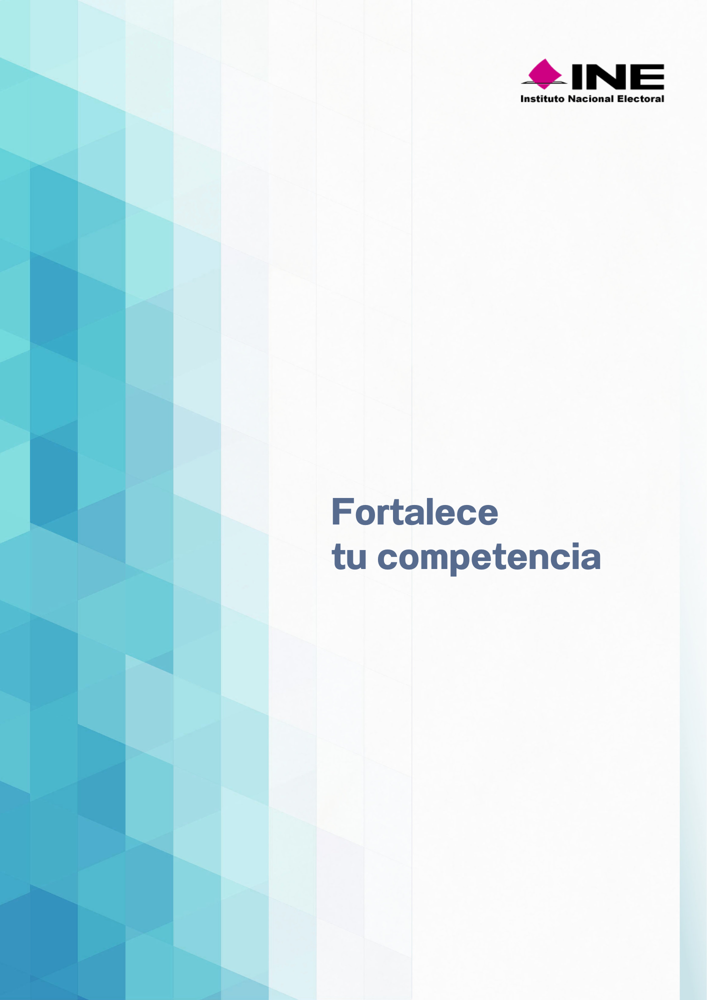 INE
Instituto Nacional Electoral
Fortalece
tu competencia